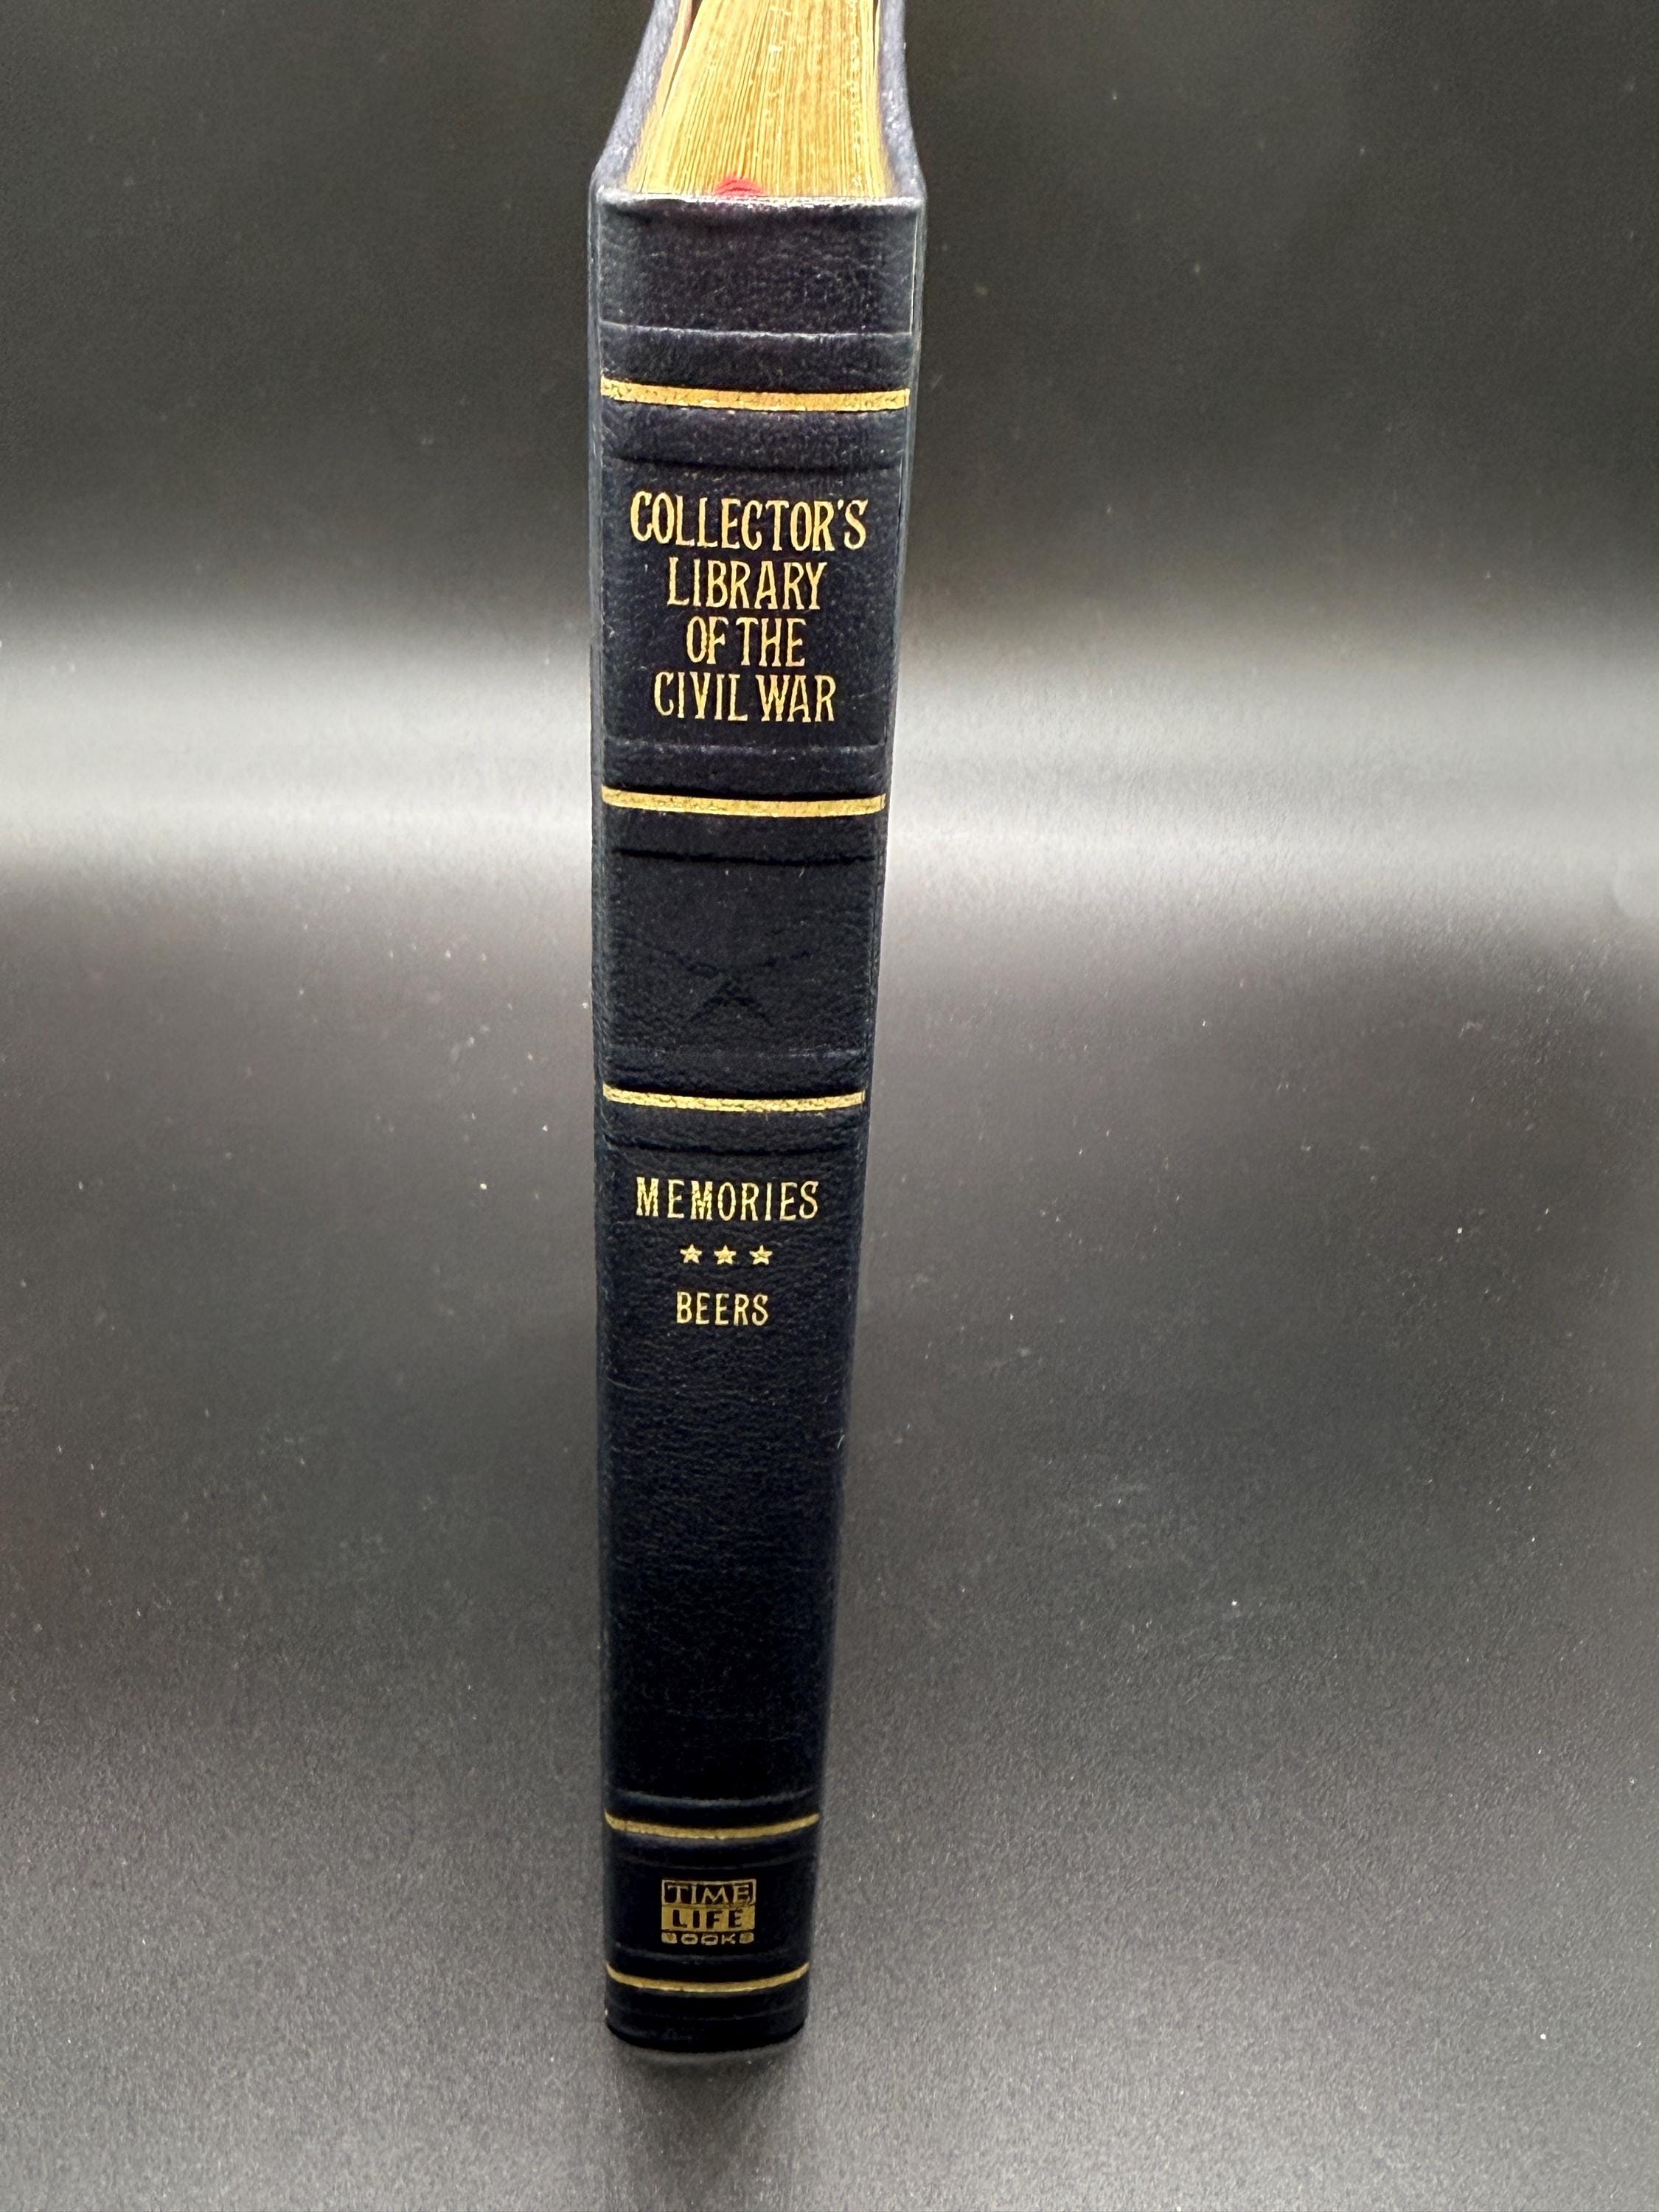 COLLECTOR'S
LIBRARY
OF THE
CIVIL WAR
MEMORIES
★ ★ ★
BEERS
TIME
LIFE
BOOKS